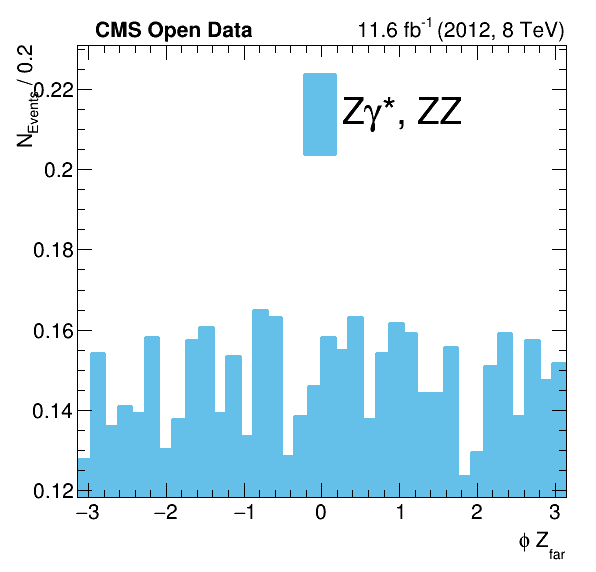 CMS Open Data 11.6 fb⁻¹ (2012, 8 TeV)
N_Events / 0.2
0.22
Zγ*, ZZ
0.2
0.18
0.16
0.14
0.12
−3 −2 −1 0 1 2 3
ϕ Z_far